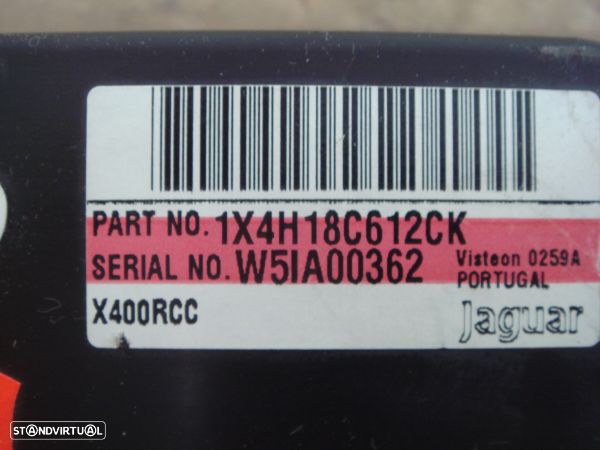 PART NO. 1X4H18C612CK
SERIAL NO. W5IA00362 Visteon 0259A
PORTUGAL
X400RCC Jaguar
STANDVIRTUAL